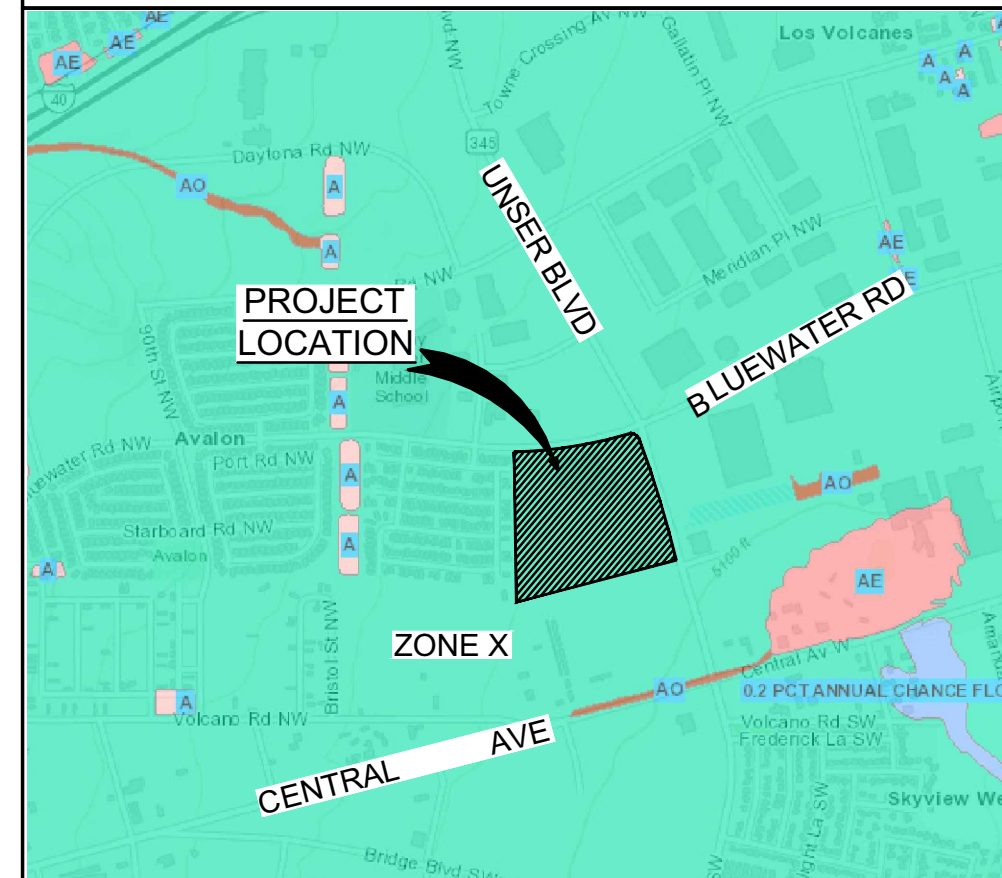 AE
AE
AE
40
Blvd NW
Towne Crossing Av NW
Gallatin Pl NW
Los Volcanes
A
A
A
A
345
Daytona Rd NW
AO
A
A
UNSER BLVD
Meridian Pl NW
AE
Rd NW
BLUEWATER RD
PROJECT
LOCATION
90th St NW
Middle
School
A
Avalon
Port Rd NW
A
AO
Starboard Rd NW
Avalon
A
A
5100 ft
AE
ZONE X
Bristol St NW
Central Av W
AO
0.2 PCT ANNUAL CHANCE FLO
A
Volcano Rd NW
Volcano Rd SW
Frederick La SW
CENTRAL AVE
Skyview We
Bridge Blvd SW